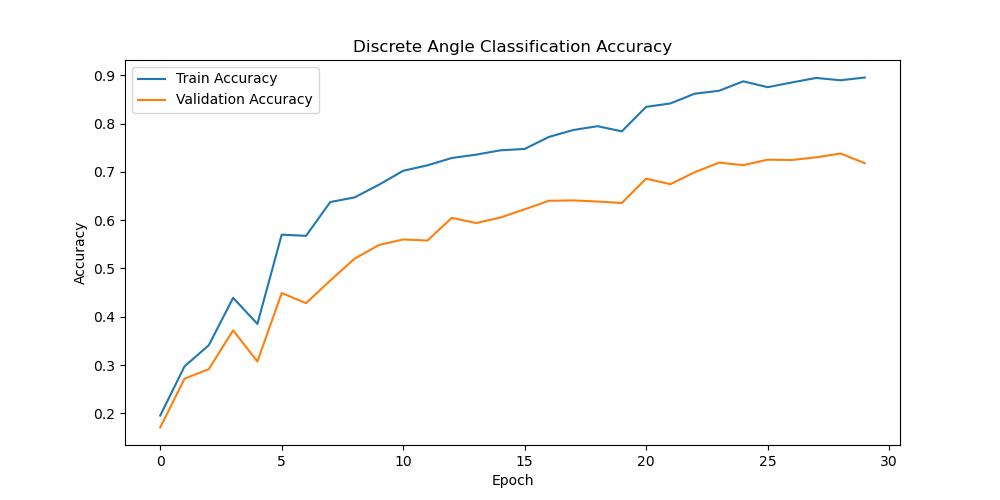 Discrete Angle Classification Accuracy
Train Accuracy
Validation Accuracy
Accuracy
0.9
0.8
0.7
0.6
0.5
0.4
0.3
0.2
0 5 10 15 20 25 30
Epoch